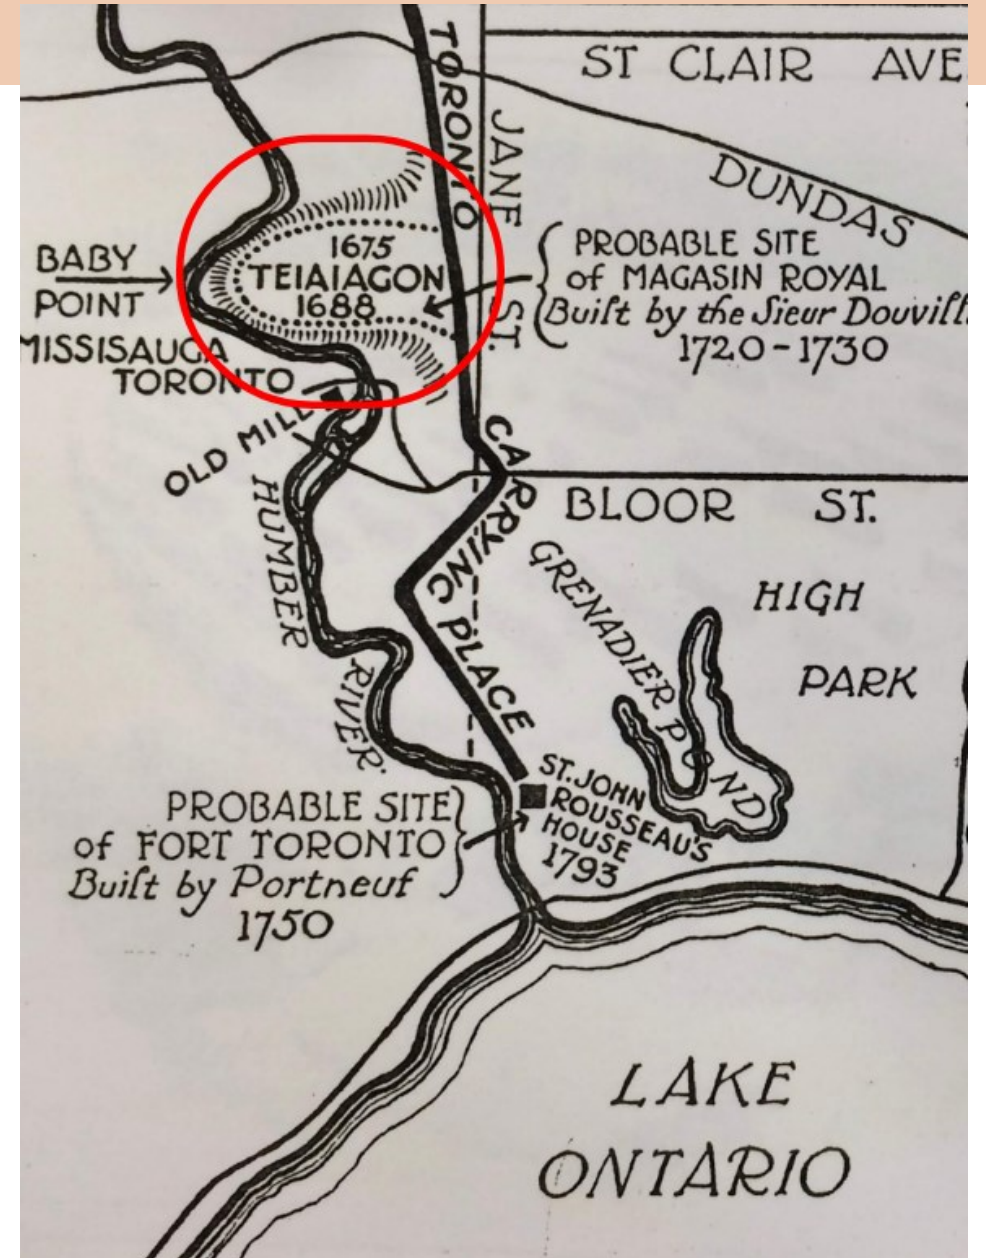 ST CLAIR AVE.
TORONTO
JANE ST.
DUNDAS
1675
TEIAIAGON
1688
BABY
POINT
PROBABLE SITE
of MAGASIN ROYAL
Built by the Sieur Douvill
1720-1730
MISSISAUGA
TORONTO
OLD MILL
CARRYING PLACE
BLOOR ST.
HUMBER
RIVER.
GRENADIER POND
HIGH
PARK
ST. JOHN
ROUSSEAU'S
HOUSE
1793
PROBABLE SITE
of FORT TORONTO
Built by Portneuf
1750
LAKE
ONTARIO